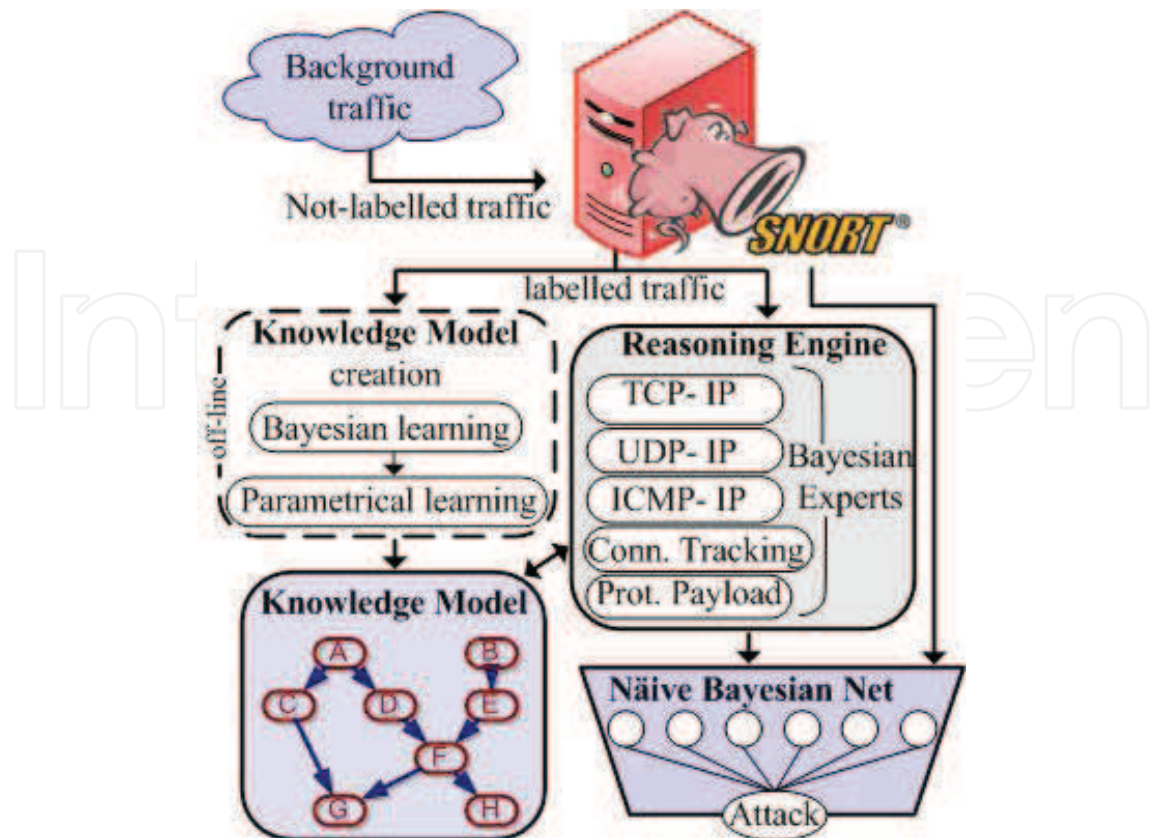 Background
traffic
Not-labelled traffic
SNORT®
labelled traffic
Knowledge Model
creation
off-line
Bayesian learning
Parametrical learning
Reasoning Engine
TCP- IP
UDP- IP
ICMP- IP
Conn. Tracking
Prot. Payload
Bayesian
Experts
Knowledge Model
A
B
C
D
E
F
G
H
Näive Bayesian Net
Attack